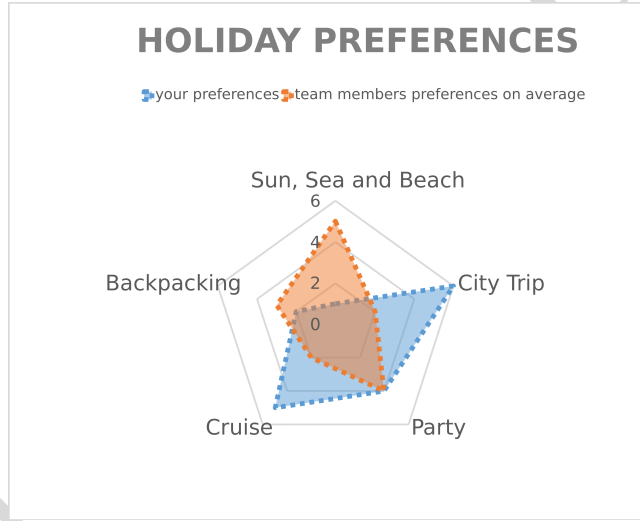 HOLIDAY PREFERENCES
your preferences team members preferences on average
Sun, Sea and Beach
6
4
Backpacking 2 City Trip
0
Cruise Party